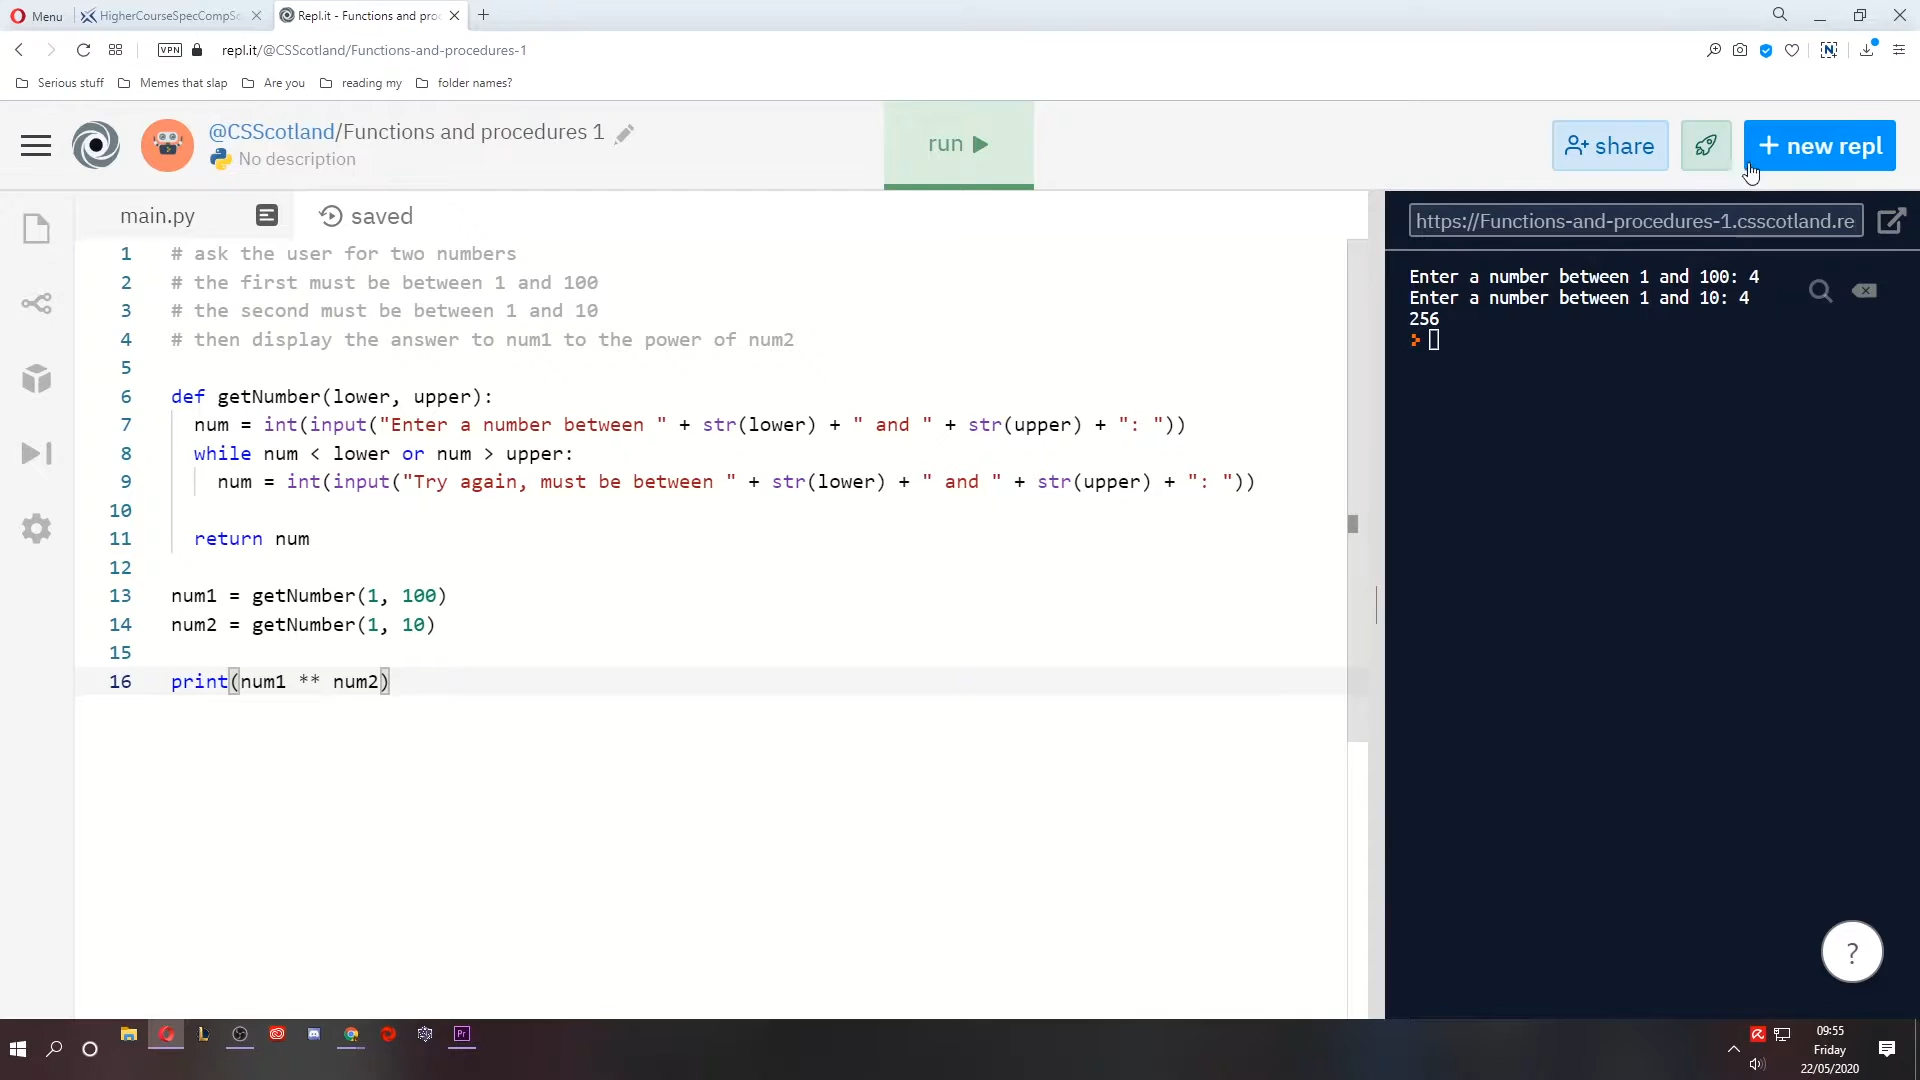 Menu
HigherCourseSpecCompSc
Repl.it - Functions and proc
VPN
repl.it/@CSScotland/Functions-and-procedures-1
N
Serious stuff
Memes that slap
Are you
reading my
folder names?
@CSScotland/Functions and procedures 1
No description
run
share
+ new repl
main.py
saved
https://Functions-and-procedures-1.csscotland.re
1 # ask the user for two numbers
2 # the first must be between 1 and 100
3 # the second must be between 1 and 10
4 # then display the answer to num1 to the power of num2
5
6 def getNumber(lower, upper):
7 num = int(input("Enter a number between " + str(lower) + " and " + str(upper) + ": "))
8 while num < lower or num > upper:
9 num = int(input("Try again, must be between " + str(lower) + " and " + str(upper) + ": "))
10
11 return num
12
13 num1 = getNumber(1, 100)
14 num2 = getNumber(1, 10)
15
16 print(num1 ** num2)
Enter a number between 1 and 100: 4
Enter a number between 1 and 10: 4
256
?
Pr
09:55
Friday
22/05/2020